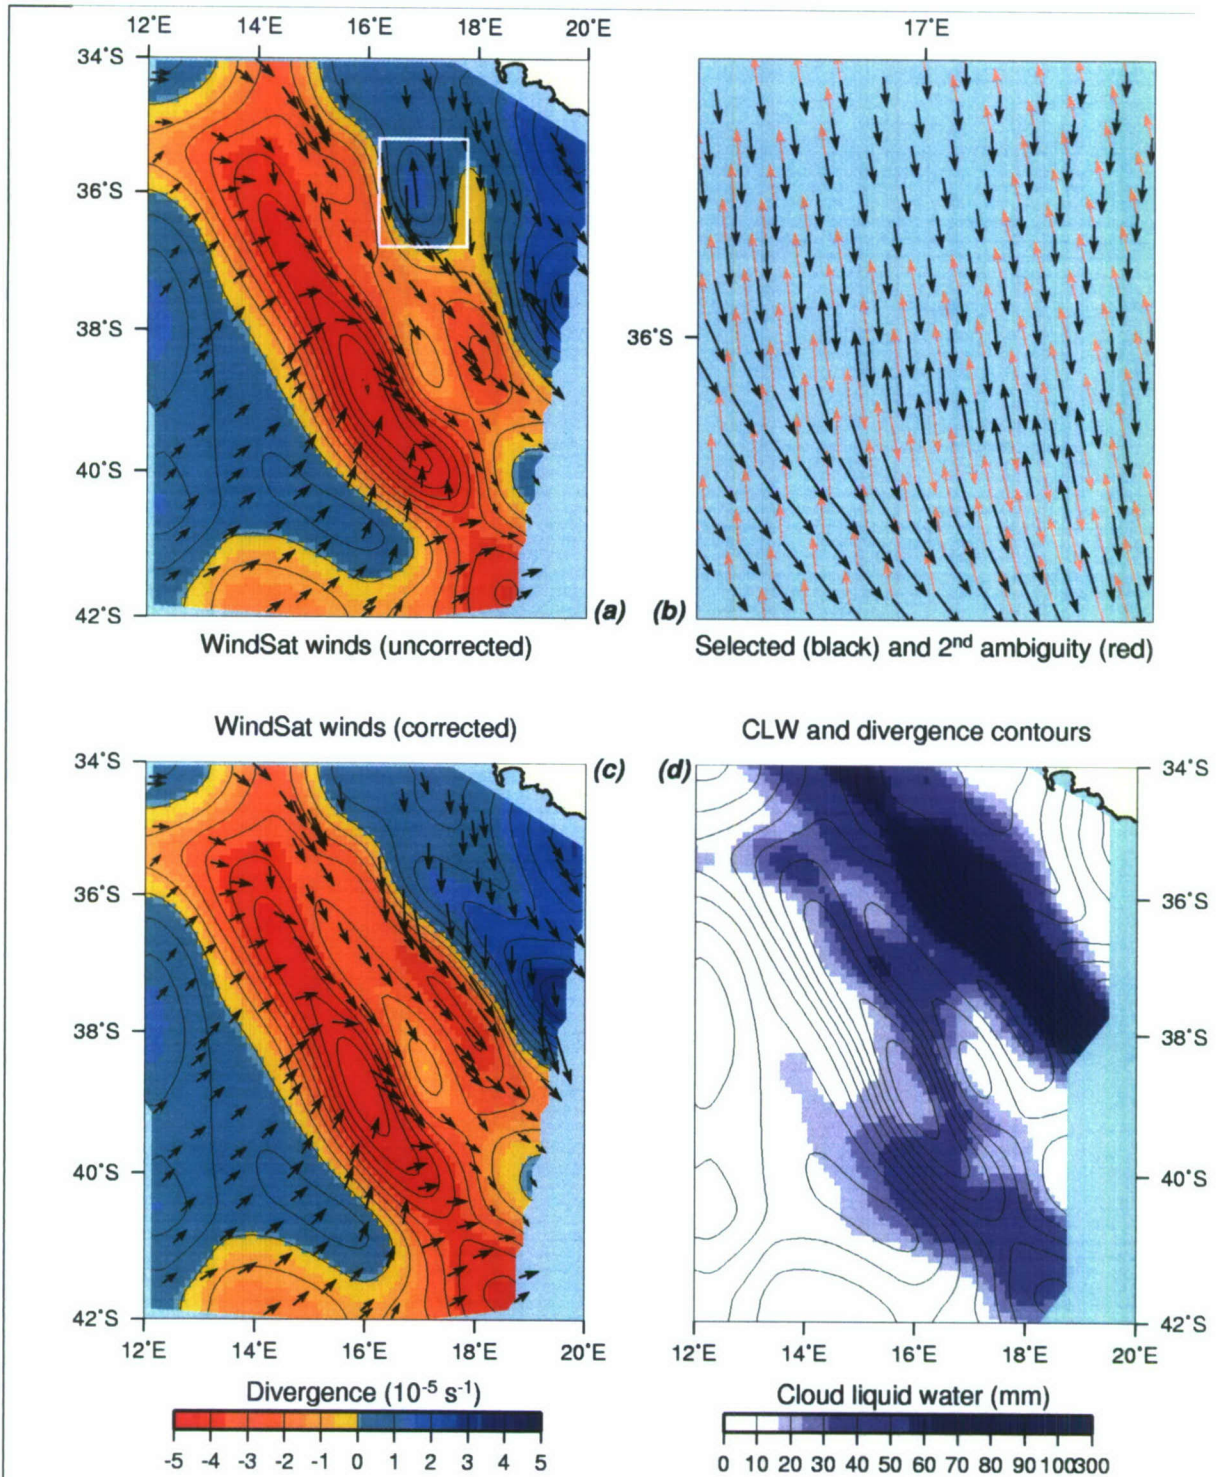 12°E 14°E 16°E 18°E 20°E 17°E
34°S
36°S
38°S
36°S
40°S
42°S
(a) (b)
WindSat winds (uncorrected)
Selected (black) and 2nd ambiguity (red)
WindSat winds (corrected)
CLW and divergence contours
34°S (c) (d) 34°S
36°S 36°S
38°S 38°S
40°S 40°S
42°S 42°S
12°E 14°E 16°E 18°E 20°E 12°E 14°E 16°E 18°E 20°E
Divergence (10-5 s-1)
Cloud liquid water (mm)
-5 -4 -3 -2 -1 0 1 2 3 4 5
0 10 20 30 40 50 60 70 80 90 100300